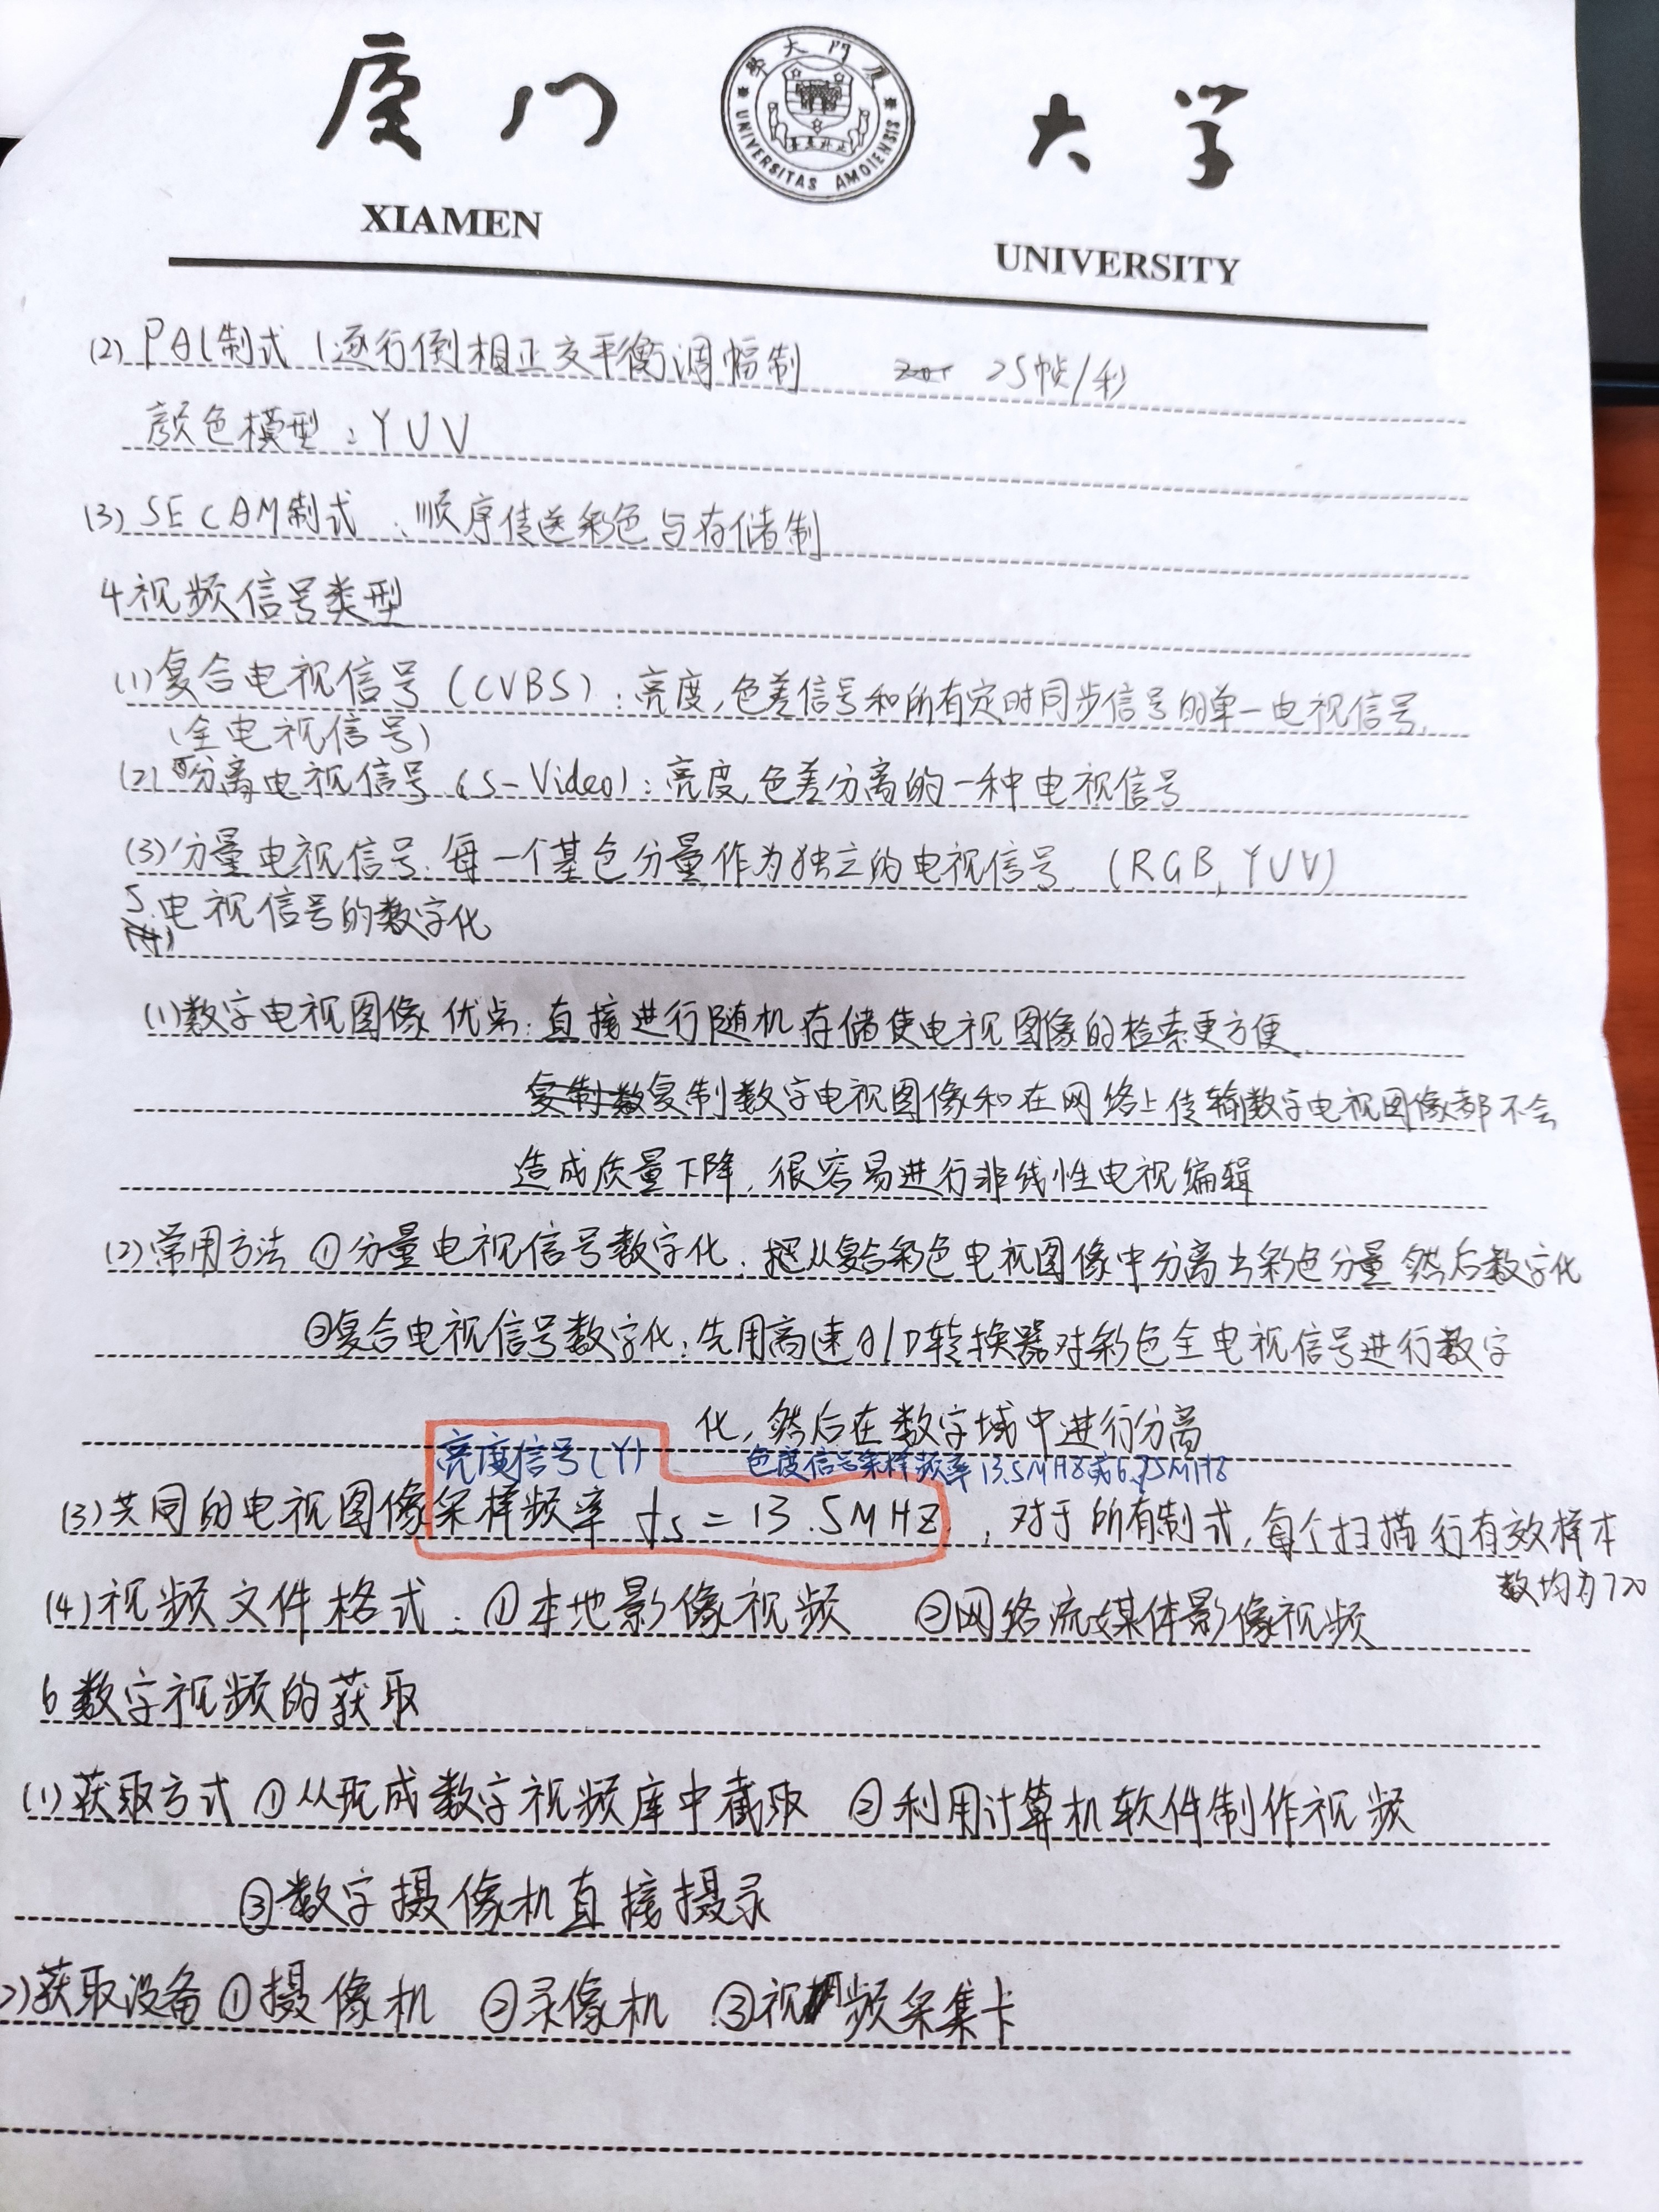 厦门大学
厦大門廈
UNIVERSITAS AMOIENSIS
XIAMEN UNIVERSITY
(2) PAL制式 (逐行倒相正交平衡调幅制 25帧/秒
颜色模型:YUV
(3) SECAM制式:顺序传送彩色与存储制
4视频信号类型
(1)复合电视信号(CVBS):亮度,色差信号和所有定时同步信号的单一电视信号.
(全电视信号)
(2) 分离电视信号(S-Video):亮度,色差分离的一种电视信号
(3)分量电视信号:每一个基色分量作为独立的电视信号.(RGB,YUV)
5.电视信号的数字化
(1)数字电视图像优点:直接进行随机存储使电视图像的检索更方便
复制数复制数字电视图像和在网络上传输数字电视图像都不会
造成质量下降,很容易进行非线性电视编辑
(2)常用方法 ①分量电视信号数字化:把从复合彩色电视图像中分离出彩色分量 然后数字化
②复合电视信号数字化:先用高速A/D转换器对彩色全电视信号进行数字
化,然后在数字域中进行分离
亮度信号(Y) 色度信号采样频率13.5MHz或6.75MHz
(3)共同的电视图像采样频率 fs=13.5MHZ,对于所有制式,每个扫描行有效样本
数均为720
(4)视频文件格式:①本地影像视频 ②网络流媒体影像视频
6数字视频的获取
(1)获取方式 ①从现成数字视频库中截取 ②利用计算机软件制作视频
③数字摄像机直接摄录
2)获取设备 ①摄像机 ②录像机 ③视频采集卡